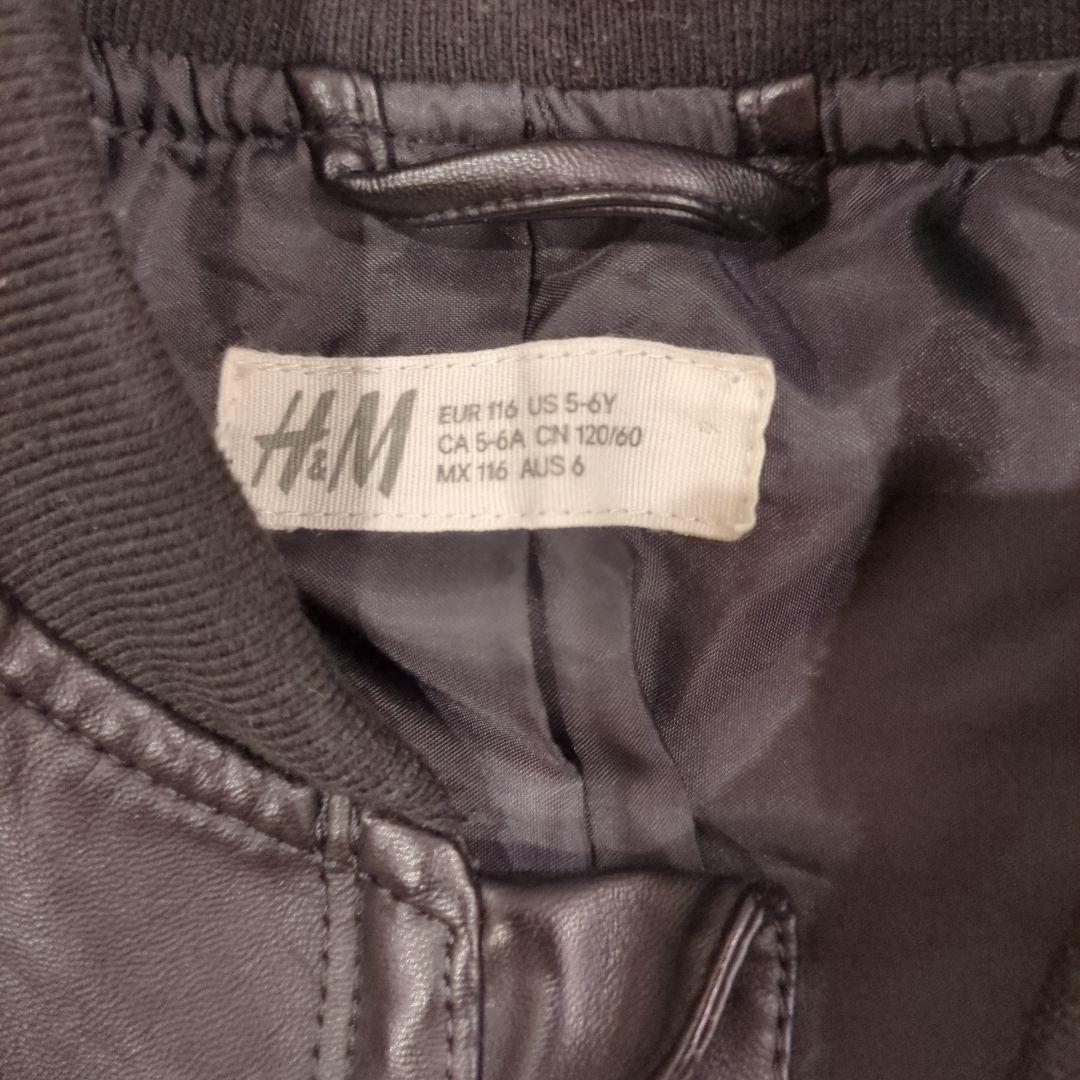 H&M
EUR 116 US 5-6Y
CA 5-6A CN 120/60
MX 116 AUS 6